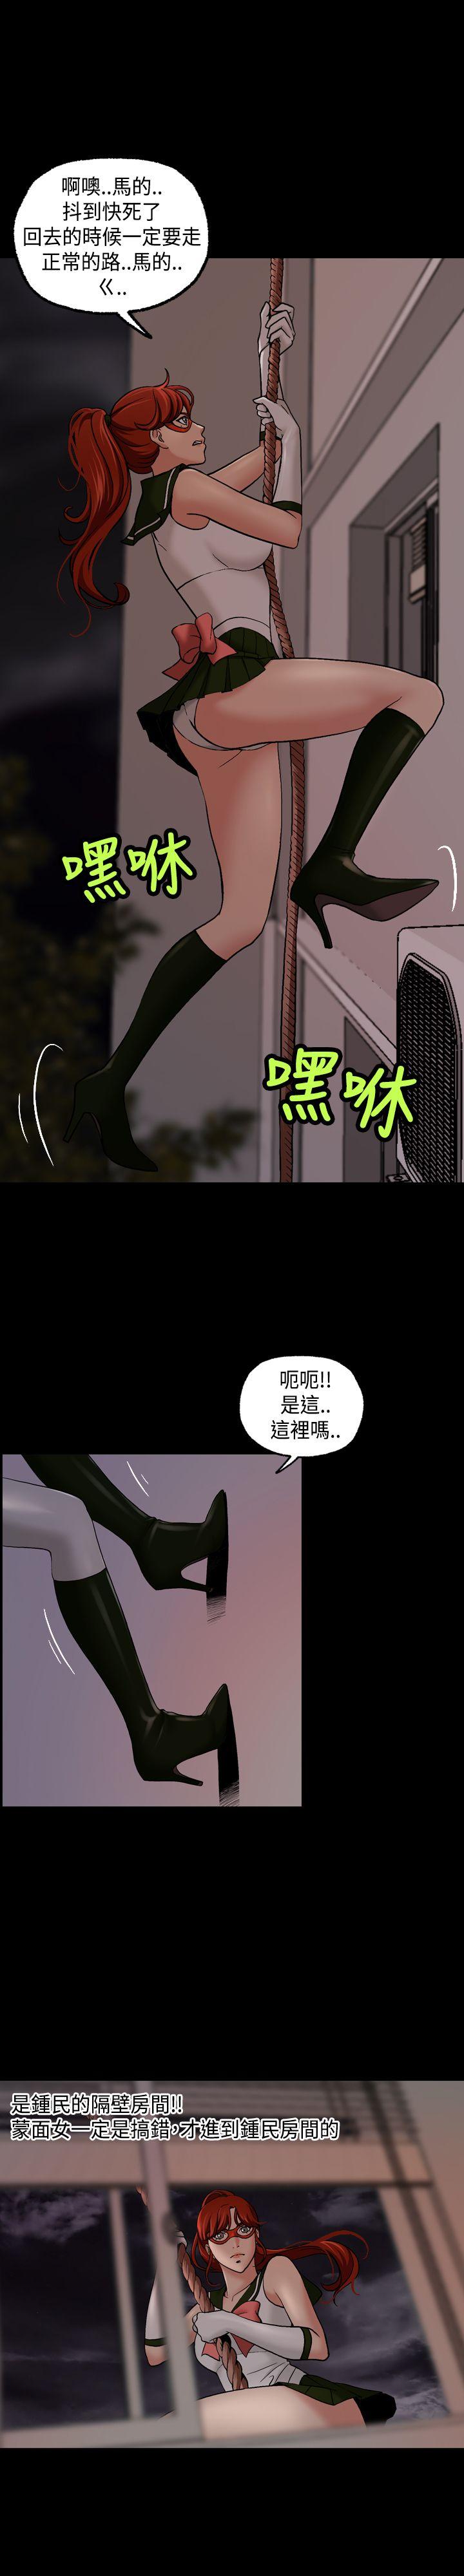 啊噢..馬的..
抖到快死了
回去的時候一定要走
正常的路..馬的..
ㄍ..
嘿咻
嘿咻
呃呃!!
是這..
這裡嗎..
是鍾民的隔壁房間!!
蒙面女一定是搞錯,才進到鍾民房間的